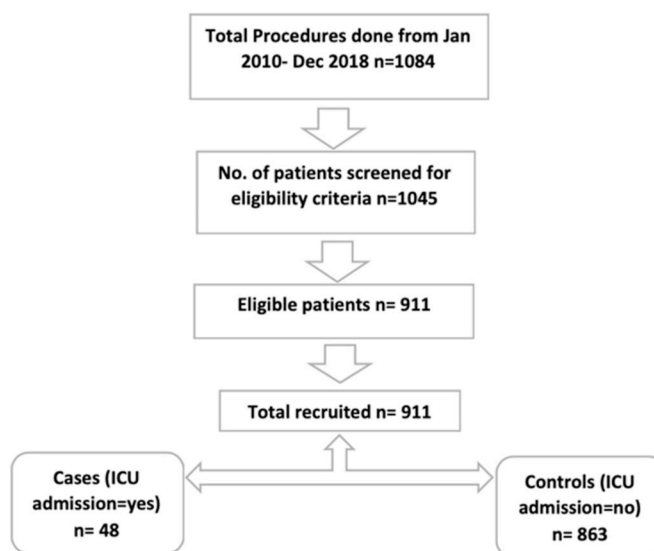 Total Procedures done from Jan
2010- Dec 2018 n=1084
No. of patients screened for
eligibility criteria n=1045
Eligible patients n= 911
Total recruited n= 911
Cases (ICU
admission=yes)
n= 48
Controls (ICU
admission=no)
n= 863